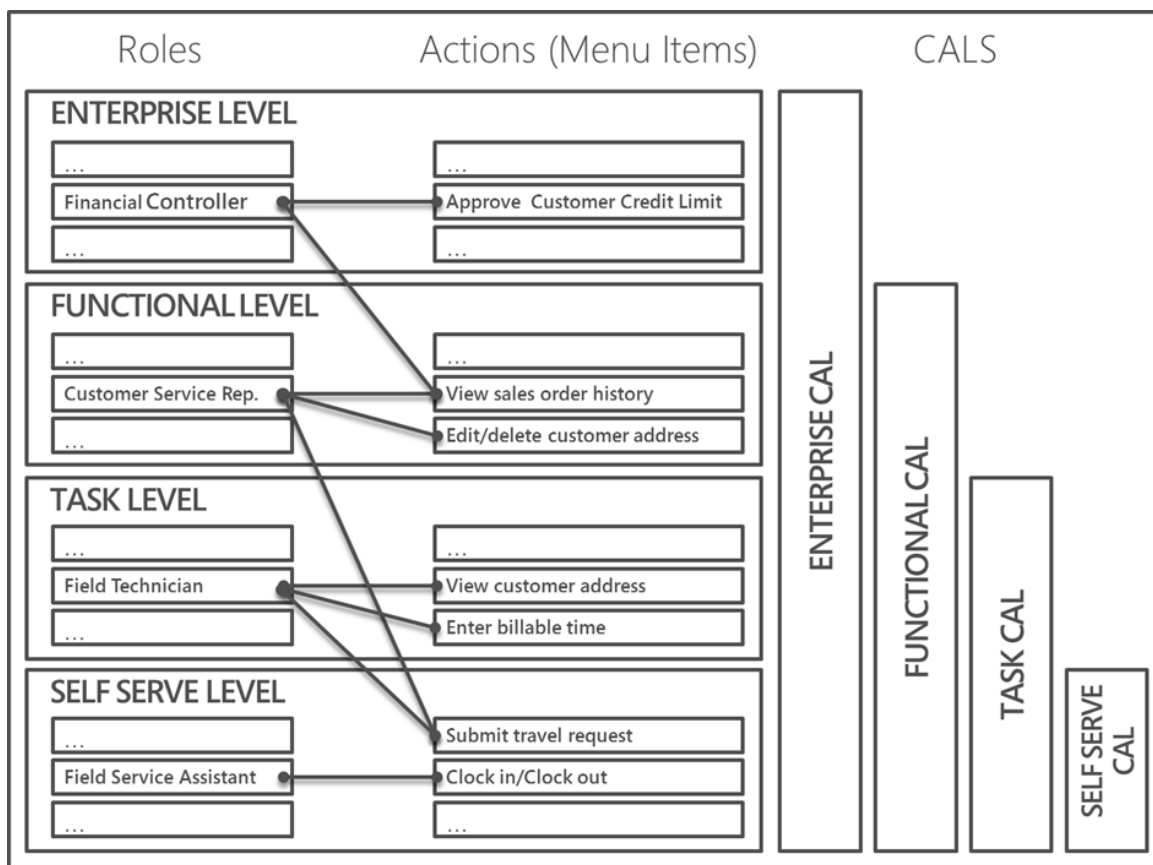 Roles
Actions (Menu Items)
CALS
ENTERPRISE LEVEL
...
...
Financial Controller
Approve Customer Credit Limit
...
...
FUNCTIONAL LEVEL
...
...
Customer Service Rep.
View sales order history
...
Edit/delete customer address
TASK LEVEL
...
...
Field Technician
View customer address
...
Enter billable time
SELF SERVE LEVEL
...
Submit travel request
Field Service Assistant
Clock in/Clock out
...
...
ENTERPRISE CAL
FUNCTIONAL CAL
TASK CAL
SELF SERVE
CAL